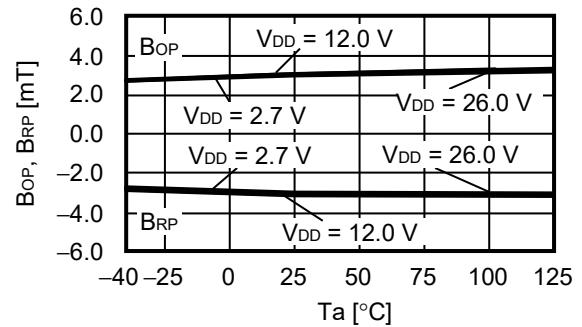 6.0
4.0
2.0
0.0
−2.0
−4.0
−6.0
BOP, BRP [mT]
BOP
VDD = 12.0 V
VDD = 2.7 V
VDD = 26.0 V
VDD = 2.7 V
VDD = 26.0 V
BRP
VDD = 12.0 V
−40 −25 0 25 50 75 100 125
Ta [°C]